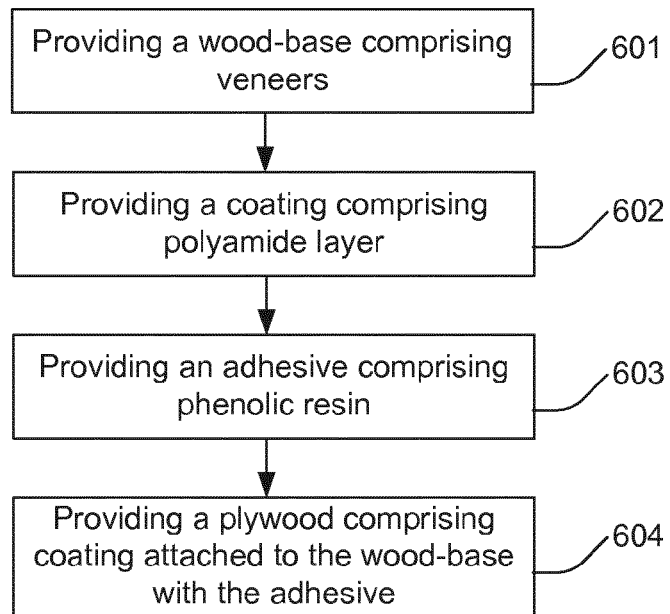 Providing a wood-base comprising
veneers
601
Providing a coating comprising
polyamide layer
602
Providing an adhesive comprising
phenolic resin
603
Providing a plywood comprising
coating attached to the wood-base
with the adhesive
604